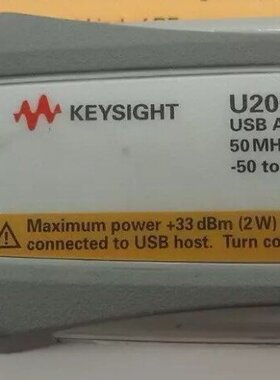 KEYSIGHT
U20
USB A
50 MH
-50 to
Maximum power +33 dBm (2 W)
connected to USB host. Turn co